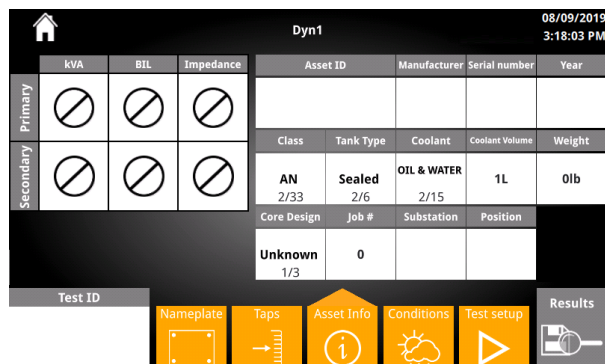 Dyn1
08/09/2019
3:18:03 PM
kVA BIL Impedance
Primary
Secondary
Asset ID Manufacturer Serial number Year
Class Tank Type Coolant Coolant Volume Weight
AN Sealed OIL & WATER 1L 0lb
2/33 2/6 2/15
Core Design Job # Substation Position
Unknown 0
1/3
Test ID
Nameplate Taps Asset Info Conditions Test setup Results